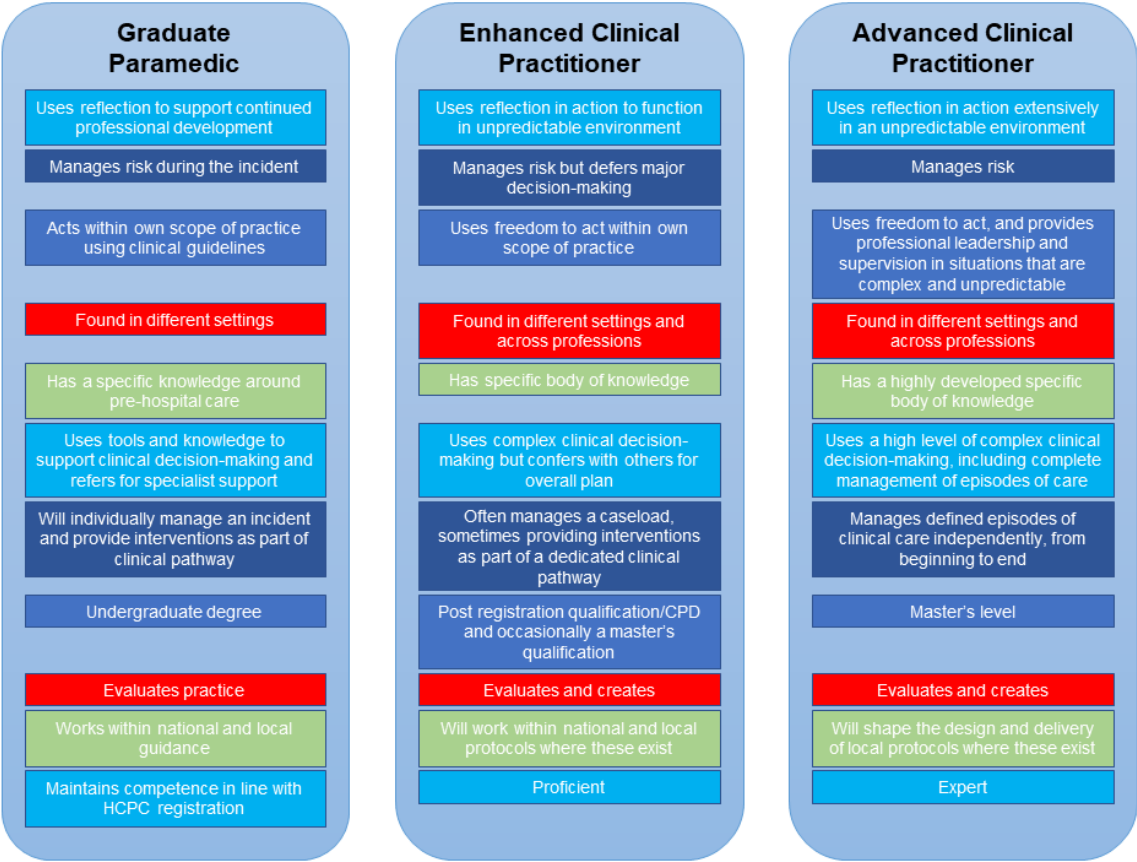 Graduate
Paramedic
Uses reflection to support continued
professional development
Manages risk during the incident
Acts within own scope of practice
using clinical guidelines
Found in different settings
Has a specific knowledge around
pre-hospital care
Uses tools and knowledge to
support clinical decision-making and
refers for specialist support
Will individually manage an incident
and provide interventions as part of
clinical pathway
Undergraduate degree
Evaluates practice
Works within national and local
guidance
Maintains competence in line with
HCPC registration
Enhanced Clinical
Practitioner
Uses reflection in action to function
in unpredictable environment
Manages risk but defers major
decision-making
Uses freedom to act within own
scope of practice
Found in different settings and
across professions
Has specific body of knowledge
Uses complex clinical decision-
making but confers with others for
overall plan
Often manages a caseload,
sometimes providing interventions
as part of a dedicated clinical
pathway
Post registration qualification/CPD
and occasionally a master's
qualification
Evaluates and creates
Will work within national and local
protocols where these exist
Proficient
Advanced Clinical
Practitioner
Uses reflection in action extensively
in an unpredictable environment
Manages risk
Uses freedom to act, and provides
professional leadership and
supervision in situations that are
complex and unpredictable
Found in different settings and
across professions
Has a highly developed specific
body of knowledge
Uses a high level of complex clinical
decision-making, including complete
management of episodes of care
Manages defined episodes of
clinical care independently, from
beginning to end
Master's level
Evaluates and creates
Will shape the design and delivery
of local protocols where these exist
Expert